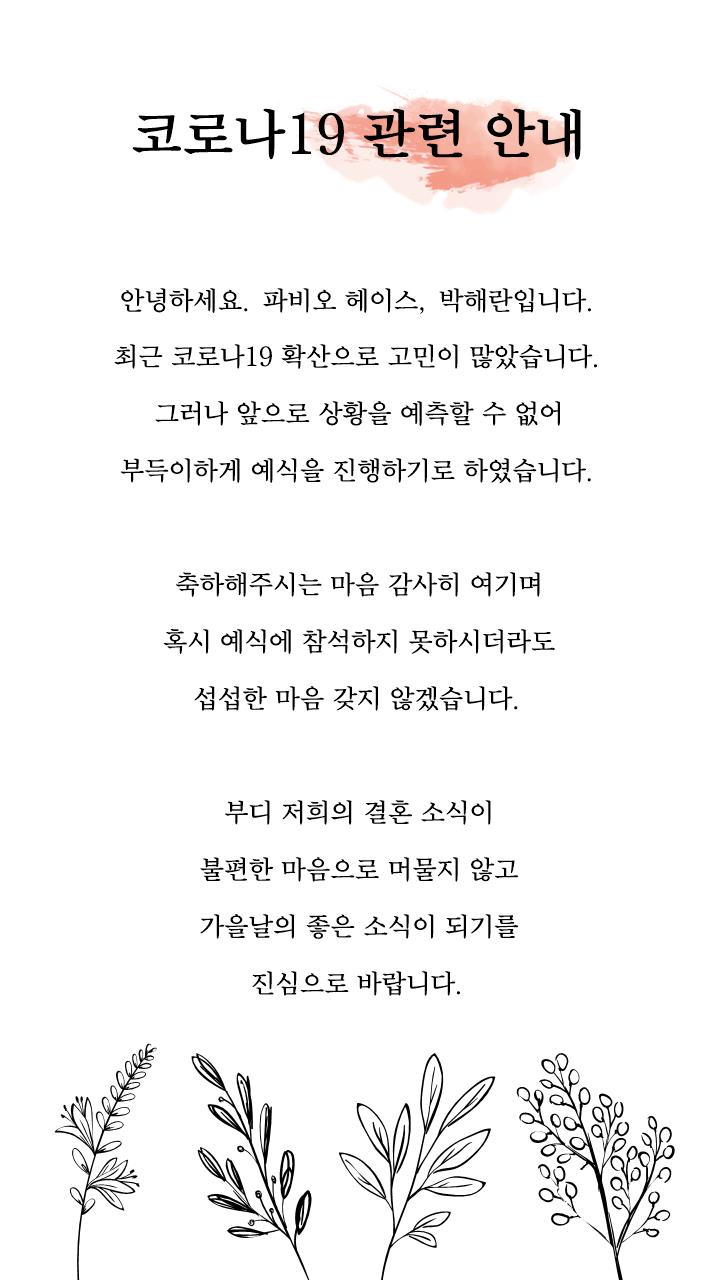 코로나19 관련 안내
안녕하세요. 파비오 헤이스, 박해란입니다.
최근 코로나19 확산으로 고민이 많았습니다.
그러나 앞으로 상황을 예측할 수 없어
부득이하게 예식을 진행하기로 하였습니다.
축하해주시는 마음 감사히 여기며
혹시 예식에 참석하지 못하시더라도
섭섭한 마음 갖지 않겠습니다.
부디 저희의 결혼 소식이
불편한 마음으로 머물지 않고
가을날의 좋은 소식이 되기를
진심으로 바랍니다.